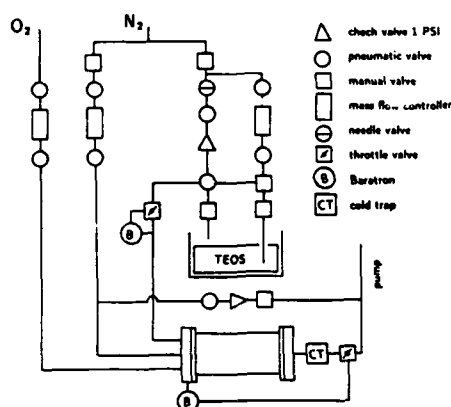 O2
N2
chech valve 1 PSI
pneumatic valve
manual valve
mass flow controller
needle valve
throttle valve
B
Baratron
CT
cold trap
B
TEOS
pump
CT
B